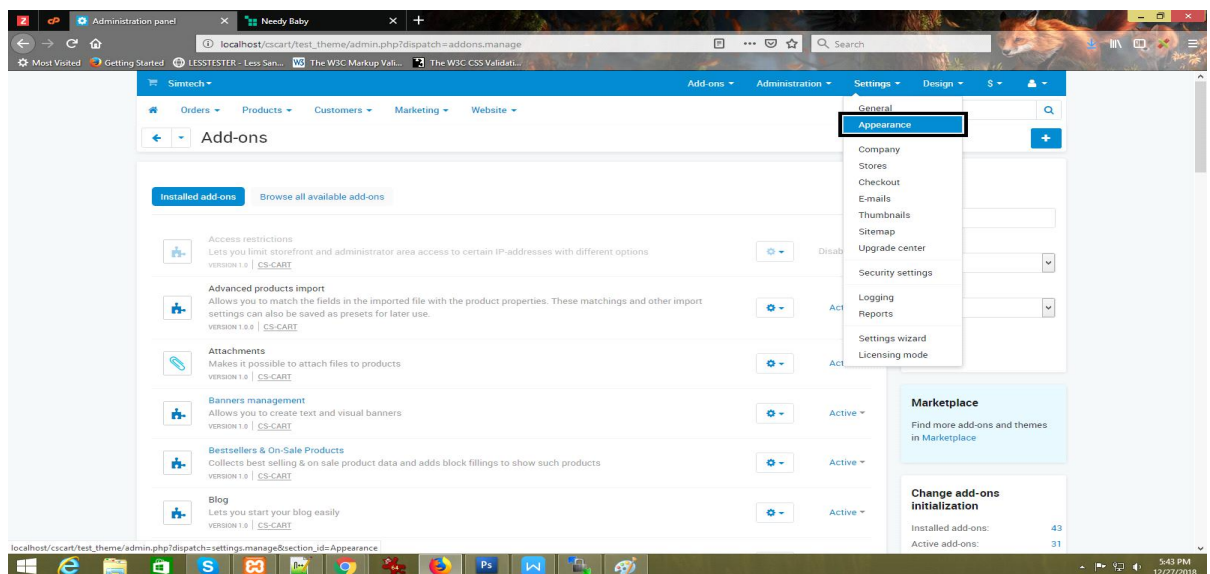 Administration panel
Needy Baby
localhost/cscart/test_theme/admin.php?dispatch=addons.manage
Search
Most Visited
Getting Started
LESSTESTER - Less San...
The W3C Markup Vali...
The W3C CSS Validati...
Simtech
Add-ons
Administration
Settings
Design
S
Orders
Products
Customers
Marketing
Website
General
Appearance
Company
Stores
Checkout
E-mails
Thumbnails
Sitemap
Upgrade center
Security settings
Logging
Reports
Settings wizard
Licensing mode
Add-ons
Installed add-ons
Browse all available add-ons
Access restrictions
Lets you limit storefront and administrator area access to certain IP-addresses with different options
VERSION 1.0 | CS-CART
Disab
Advanced products import
Allows you to match the fields in the imported file with the product properties. These matchings and other import
settings can also be saved as presets for later use.
VERSION 1.0.0 | CS-CART
Act
Attachments
Makes it possible to attach files to products
VERSION 1.0 | CS-CART
Act
Banners management
Allows you to create text and visual banners
VERSION 1.0 | CS-CART
Active
Bestsellers & On-Sale Products
Collects best selling & on sale product data and adds block fillings to show such products
VERSION 1.0 | CS-CART
Active
Blog
Lets you start your blog easily
VERSION 1.0 | CS-CART
Active
Marketplace
Find more add-ons and themes
in Marketplace
Change add-ons
initialization
Installed add-ons: 43
Active add-ons: 31
localhost/cscart/test_theme/admin.php?dispatch=settings.manage&section_id=Appearance
5:43 PM
12/27/2018